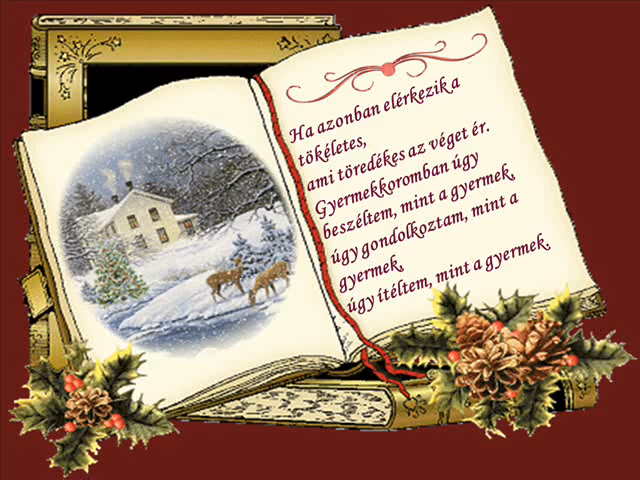 Ha azonban elérkezik a
tökéletes,
ami töredékes az véget ér.
Gyermekkoromban úgy
beszéltem, mint a gyermek,
úgy gondolkoztam, mint a
gyermek,
úgy ítéltem, mint a gyermek.